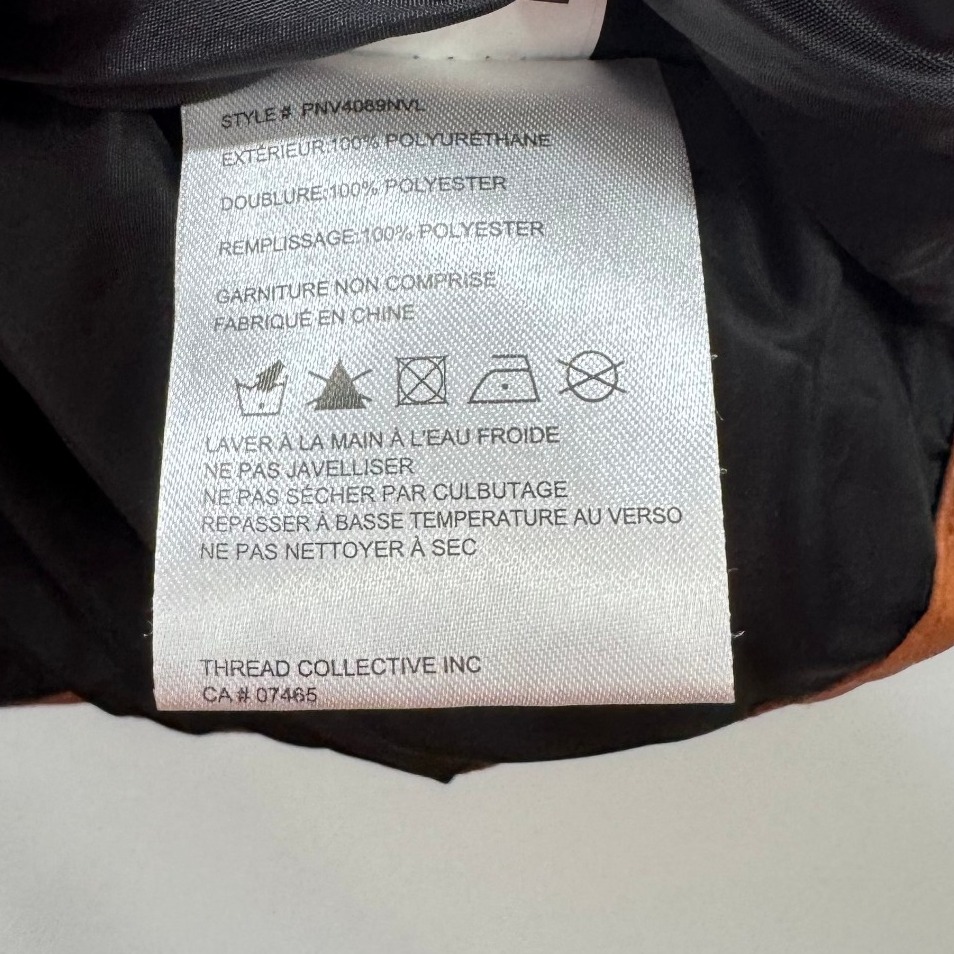 STYLE # PNV4089NVL
EXTÉRIEUR:100% POLYURÉTHANE
DOUBLURE:100% POLYESTER
REMPLISSAGE:100% POLYESTER
GARNITURE NON COMPRISE
FABRIQUÉ EN CHINE
LAVER À LA MAIN À L'EAU FROIDE
NE PAS JAVELLISER
NE PAS SÉCHER PAR CULBUTAGE
REPASSER À BASSE TEMPERATURE AU VERSO
NE PAS NETTOYER À SEC
THREAD COLLECTIVE INC
CA # 07465